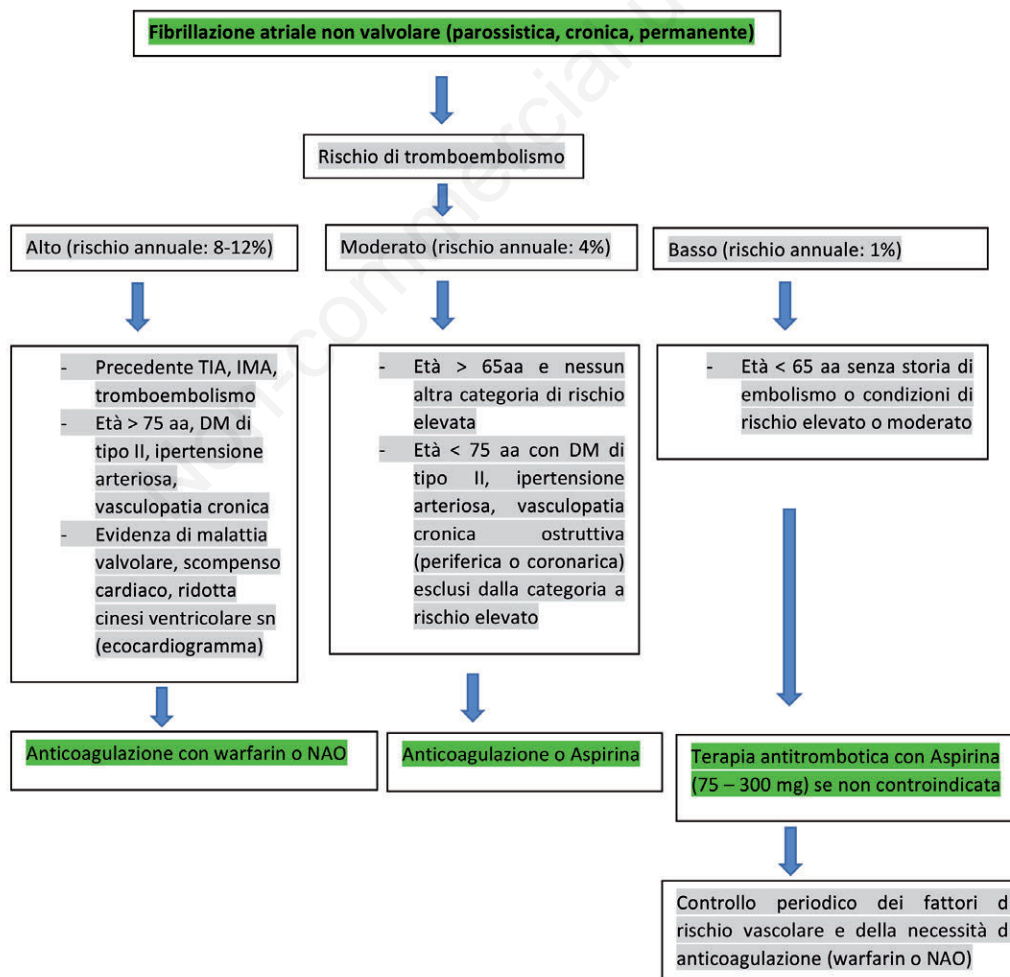 Fibrillazione atriale non valvolare (parossistica, cronica, permanente)
Rischio di tromboembolismo
Alto (rischio annuale: 8-12%)
Moderato (rischio annuale: 4%)
Basso (rischio annuale: 1%)
- Precedente TIA, IMA,
tromboembolismo
- Età > 75 aa, DM di
tipo II, ipertensione
arteriosa,
vasculopatia cronica
- Evidenza di malattia
valvolare, scompenso
cardiaco, ridotta
cinesi ventricolare sn
(ecocardiogramma)
- Età > 65aa e nessun
altra categoria di rischio
elevata
- Età < 75 aa con DM di
tipo II, ipertensione
arteriosa, vasculopatia
cronica ostruttiva
(periferica o coronarica)
esclusi dalla categoria a
rischio elevato
- Età < 65 aa senza storia di
embolismo o condizioni di
rischio elevato o moderato
Anticoagulazione con warfarin o NAO
Anticoagulazione o Aspirina
Terapia antitrombotica con Aspirina
(75 – 300 mg) se non controindicata
Controllo periodico dei fattori d
rischio vascolare e della necessità d
anticoagulazione (warfarin o NAO)
Non-commercial u